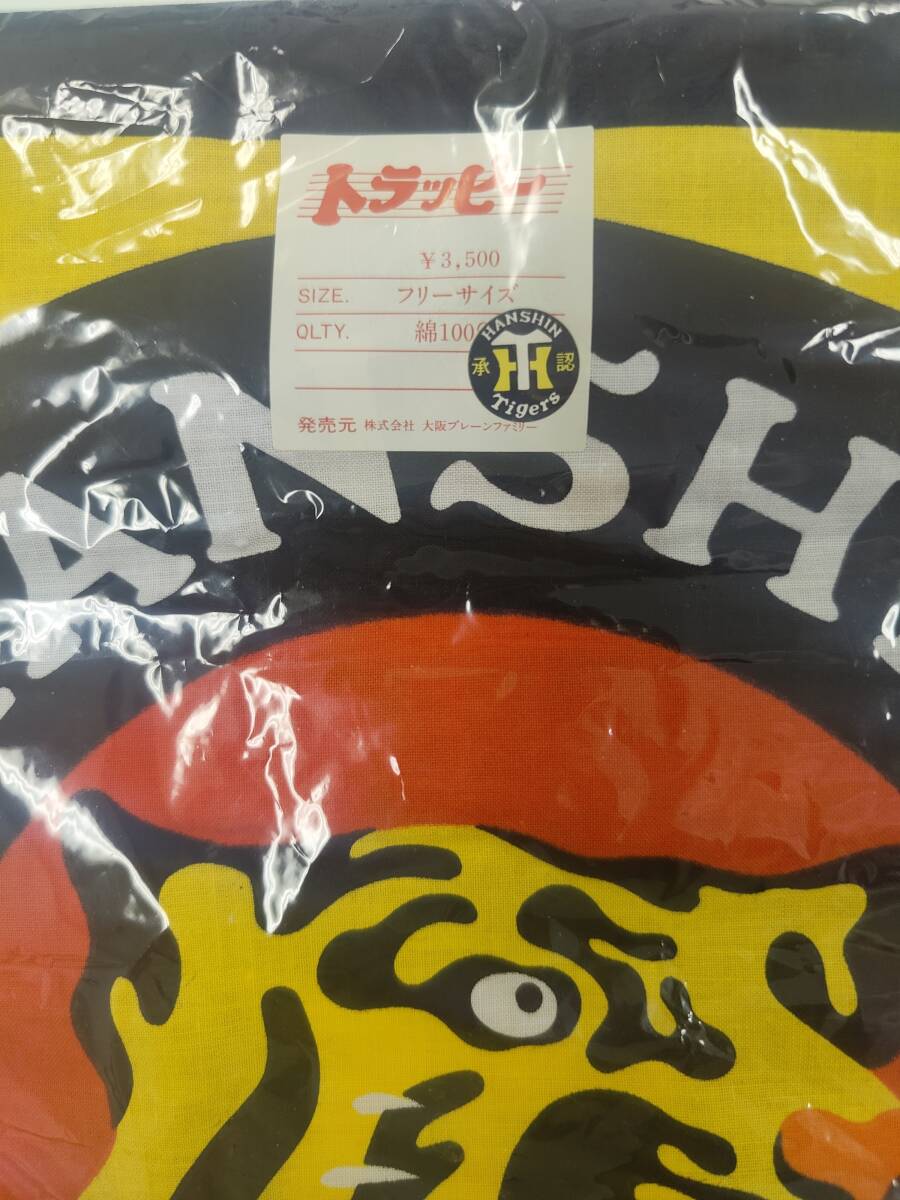 トラッピー
¥3,500
SIZE. フリーサイズ
QLTY. 綿100
HANSHIN
承 認
Tigers
発売元 株式会社 大阪ブレーンファミリー
ANSH